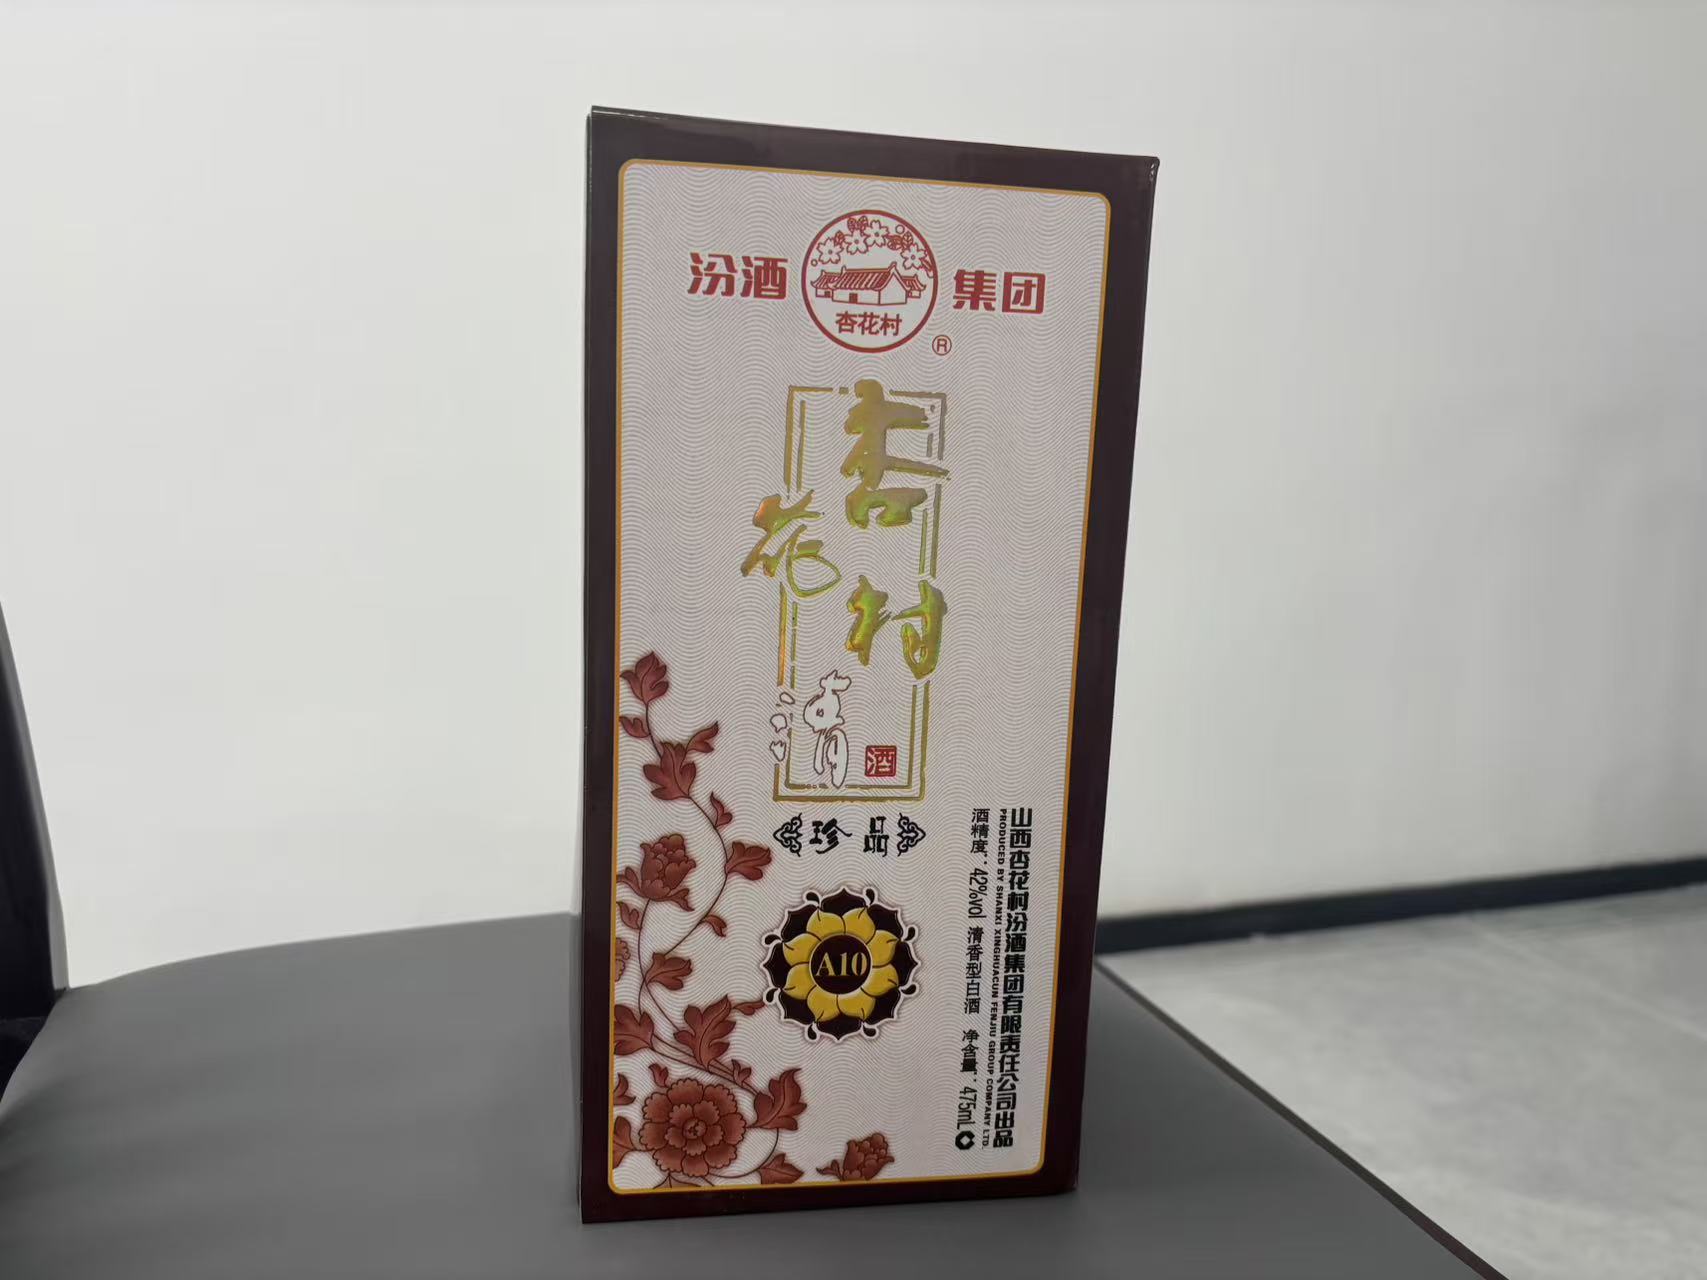 汾酒
杏花村
集团
®
杏
花
村
酒
珍品
A10
山西杏花村汾酒集团有限责任公司出品
PRODUCED BY SHANXI XINGHUACUN FENJIU GROUP COMPANY LTD.
酒精度：42%vol 清香型白酒 净含量：475mL